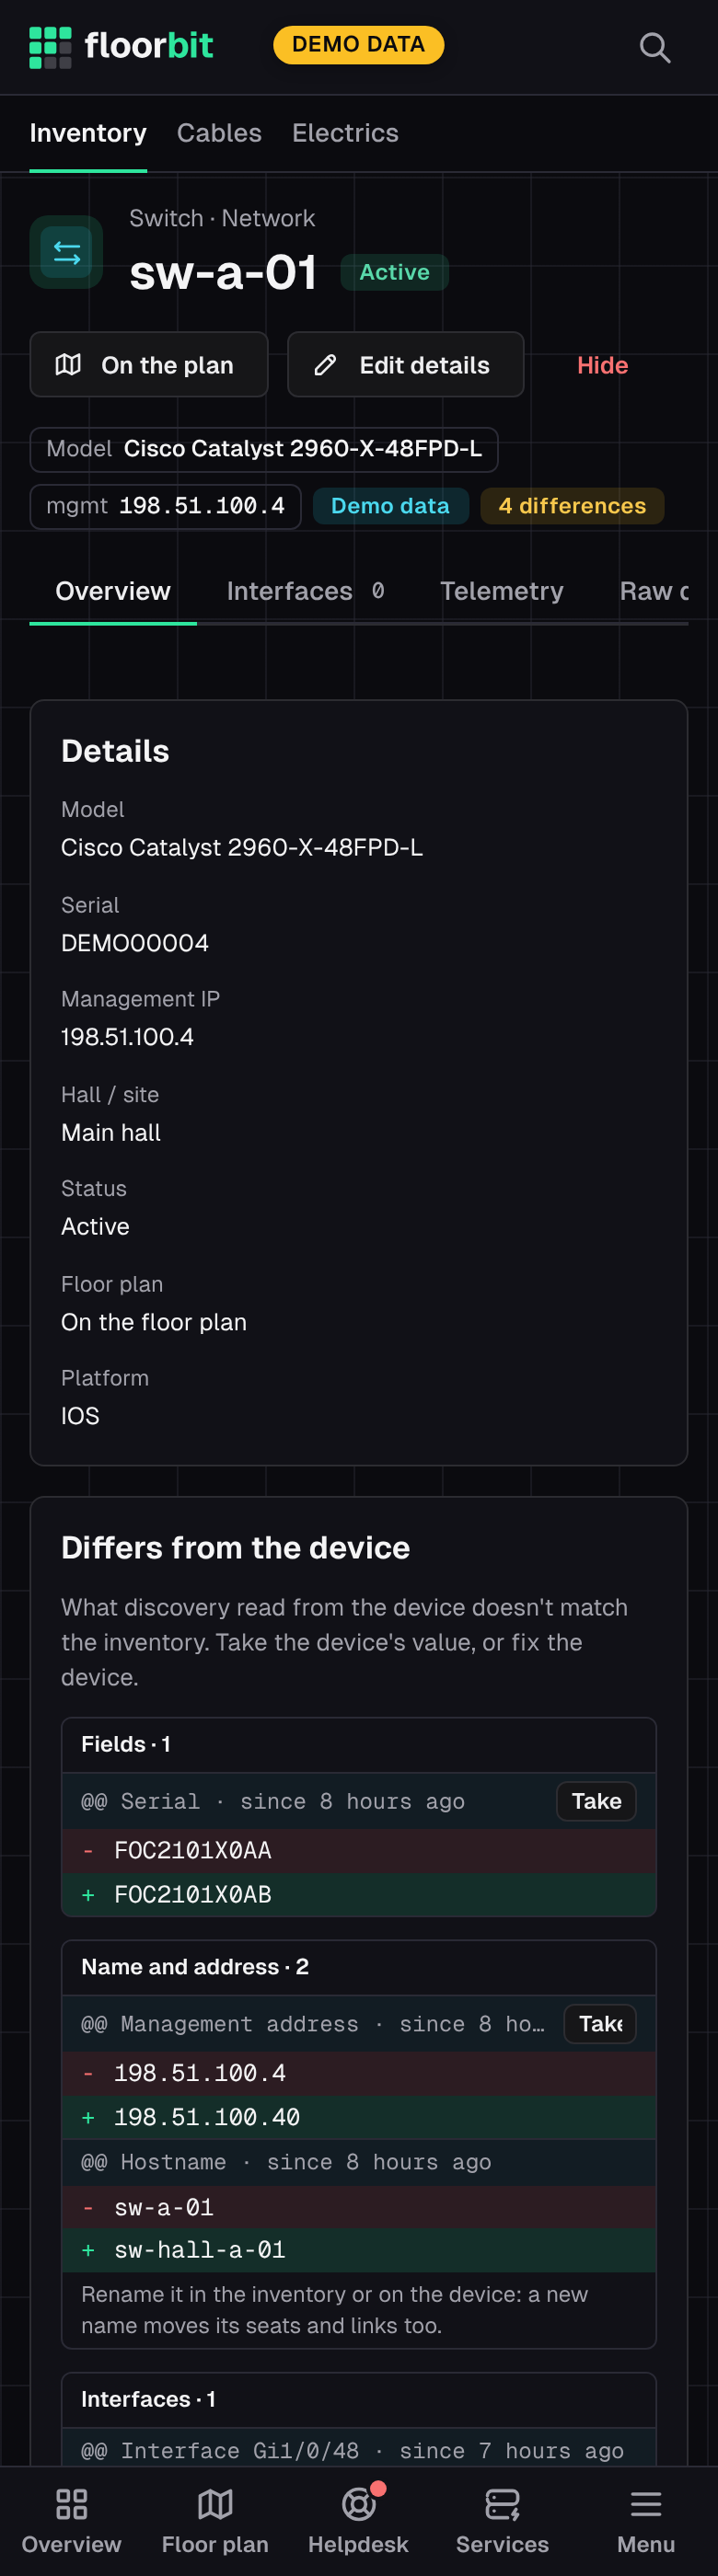 floorbit DEMO DATA
Inventory Cables Electrics
Switch · Network
sw-a-01 Active
On the plan Edit details Hide
Model Cisco Catalyst 2960-X-48FPD-L
mgmt 198.51.100.4 Demo data 4 differences
Overview Interfaces 0 Telemetry Raw
Details
Model
Cisco Catalyst 2960-X-48FPD-L
Serial
DEMO00004
Management IP
198.51.100.4
Hall / site
Main hall
Status
Active
Floor plan
On the floor plan
Platform
IOS
Differs from the device
What discovery read from the device doesn't match
the inventory. Take the device's value, or fix the
device.
Fields · 1
@@ Serial · since 8 hours ago Take
- FOC2101X0AA
+ FOC2101X0AB
Name and address · 2
@@ Management address · since 8 ho… Take
- 198.51.100.4
+ 198.51.100.40
@@ Hostname · since 8 hours ago
- sw-a-01
+ sw-hall-a-01
Rename it in the inventory or on the device: a new
name moves its seats and links too.
Interfaces · 1
@@ Interface Gi1/0/48 · since 7 hours ago
Overview Floor plan Helpdesk Services Menu